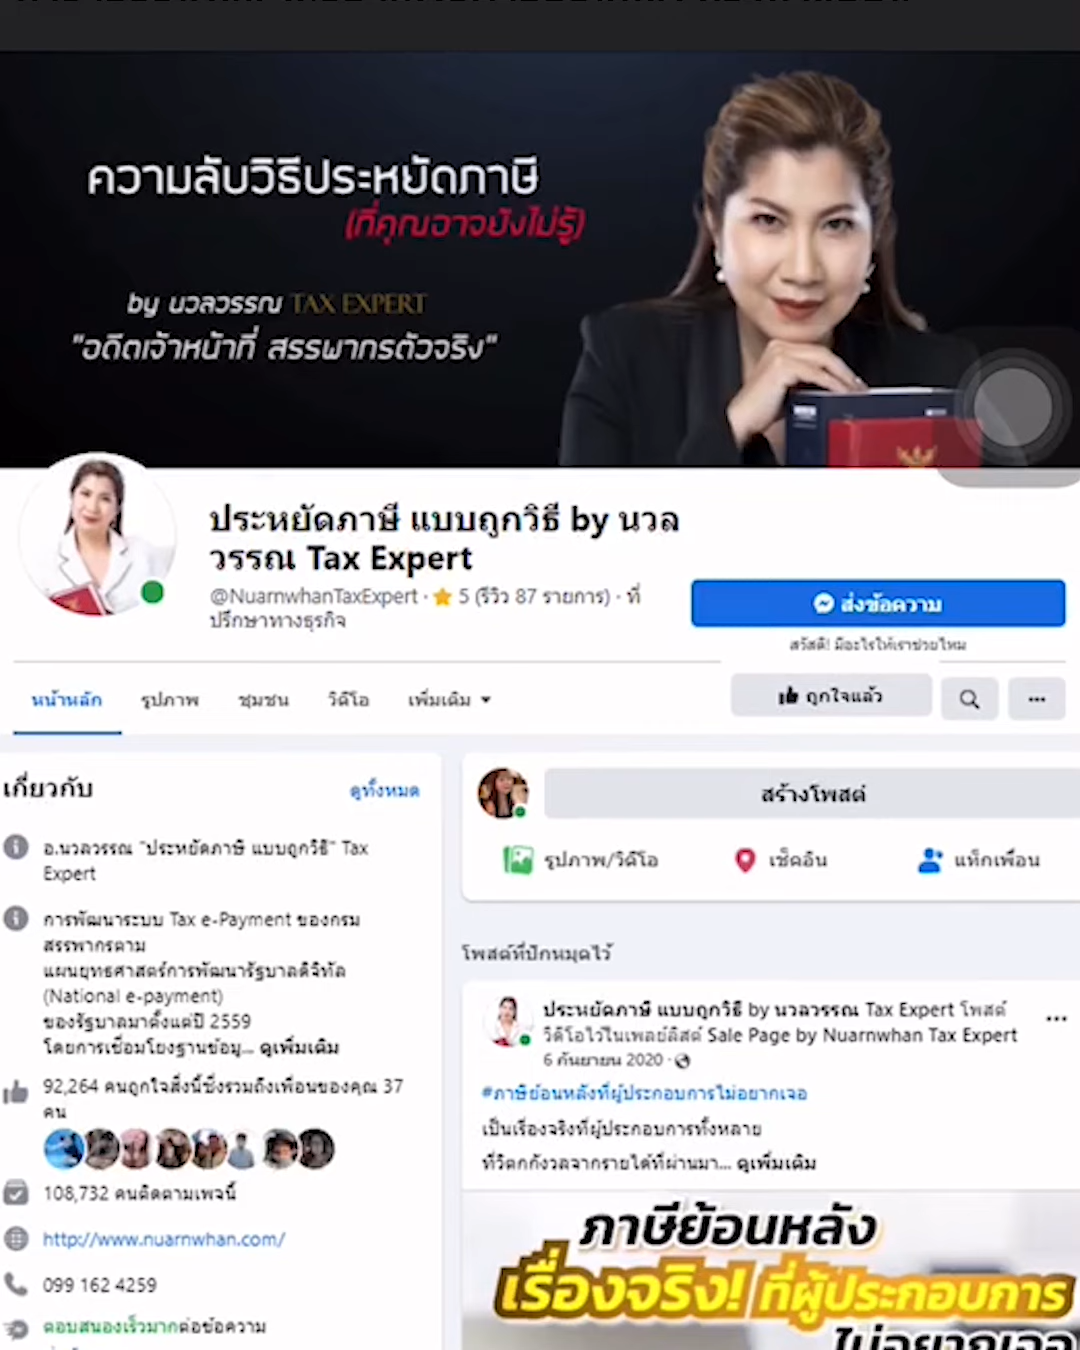 ความลับวิธีประหยัดภาษี
(ที่คุณอาจยังไม่รู้)
by นวลวรรณ TAX EXPERT
"อดีตเจ้าหน้าที่ สรรพากรตัวจริง"
ประหยัดภาษี แบบถูกวิธี by นวล
วรรณ Tax Expert
@NuarnwhanTaxExpert · 5 (รีวิว 87 รายการ) · ที่
ปรึกษาทางธุรกิจ
ส่งข้อความ
สวัสดี! มีอะไรให้เราช่วยไหม
หน้าหลัก รูปภาพ ชุมชน วิดีโอ เพิ่มเติม
ถูกใจแล้ว
เกี่ยวกับ ดูทั้งหมด
อ.นวลวรรณ "ประหยัดภาษี แบบถูกวิธี" Tax
Expert
การพัฒนาระบบ Tax e-Payment ของกรม
สรรพากรตาม
แผนยุทธศาสตร์การพัฒนารัฐบาลดิจิทัล
(National e-payment)
ของรัฐบาลมาตั้งแต่ปี 2559
โดยการเชื่อมโยงฐานข้อมู... ดูเพิ่มเติม
92,264 คนถูกใจสิ่งนี้ซึ่งรวมถึงเพื่อนของคุณ 37
คน
108,732 คนติดตามเพจนี้
http://www.nuarnwhan.com/
099 162 4259
ตอบสนองเร็วมากต่อข้อความ
สร้างโพสต์
รูปภาพ/วิดีโอ เช็คอิน แท็กเพื่อน
โพสต์ที่ปักหมุดไว้
ประหยัดภาษี แบบถูกวิธี by นวลวรรณ Tax Expert โพสต์
วิดีโอไว้ในเพลย์ลิสต์ Sale Page by Nuarnwhan Tax Expert
6 กันยายน 2020 ·
#ภาษีย้อนหลังที่ผู้ประกอบการไม่อยากเจอ
เป็นเรื่องจริงที่ผู้ประกอบการทั้งหลาย
ที่วิตกกังวลจากรายได้ที่ผ่านมา... ดูเพิ่มเติม
ภาษีย้อนหลัง
เรื่องจริง! ที่ผู้ประกอบการ
ไม่อยากเจอ